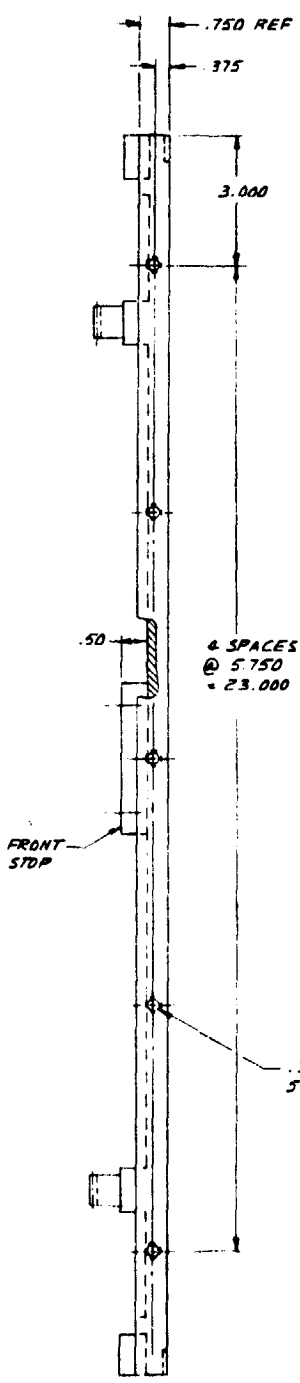 .750 REF
.375
3.000
.50
4 SPACES
@ 5.750
= 23.000
FRONT
STOP
5